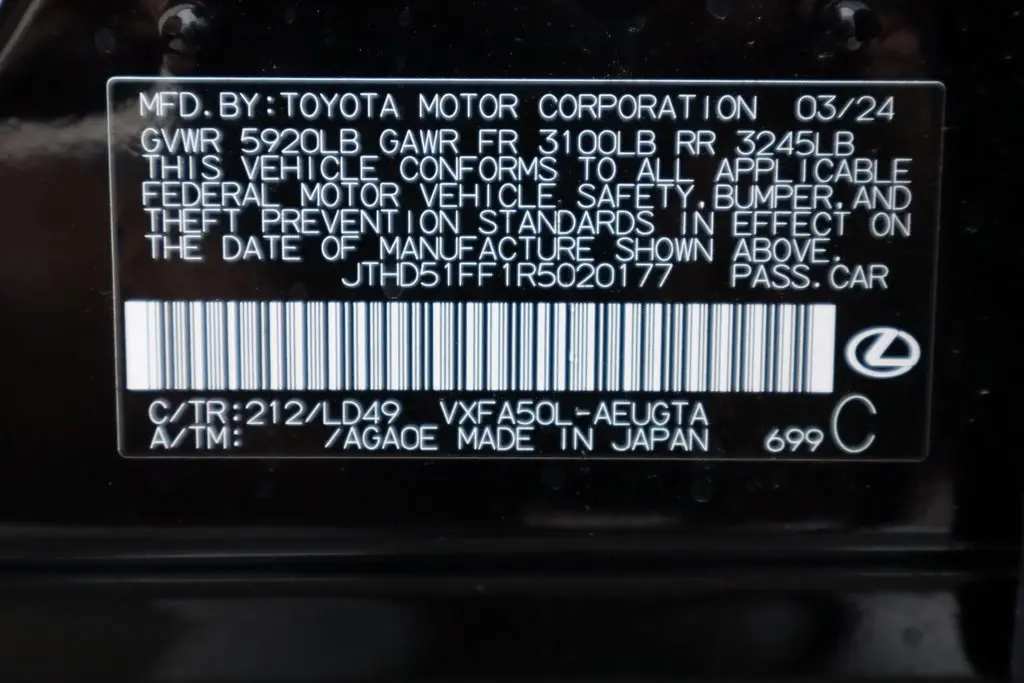 MFD.BY:TOYOTA MOTOR CORPORATION 03/24
GVWR 5920LB GAWR FR 3100LB RR 3245LB
THIS VEHICLE CONFORMS TO ALL APPLICABLE
FEDERAL MOTOR VEHICLE SAFETY,BUMPER,AND
THEFT PREVENTION STANDARDS IN EFFECT ON
THE DATE OF MANUFACTURE SHOWN ABOVE.
JTHD51FF1R5020177 PASS.CAR
C/TR:212/LD49 VXFA50L-AEUGTA
A/TM: /AGA0E MADE IN JAPAN 699 C